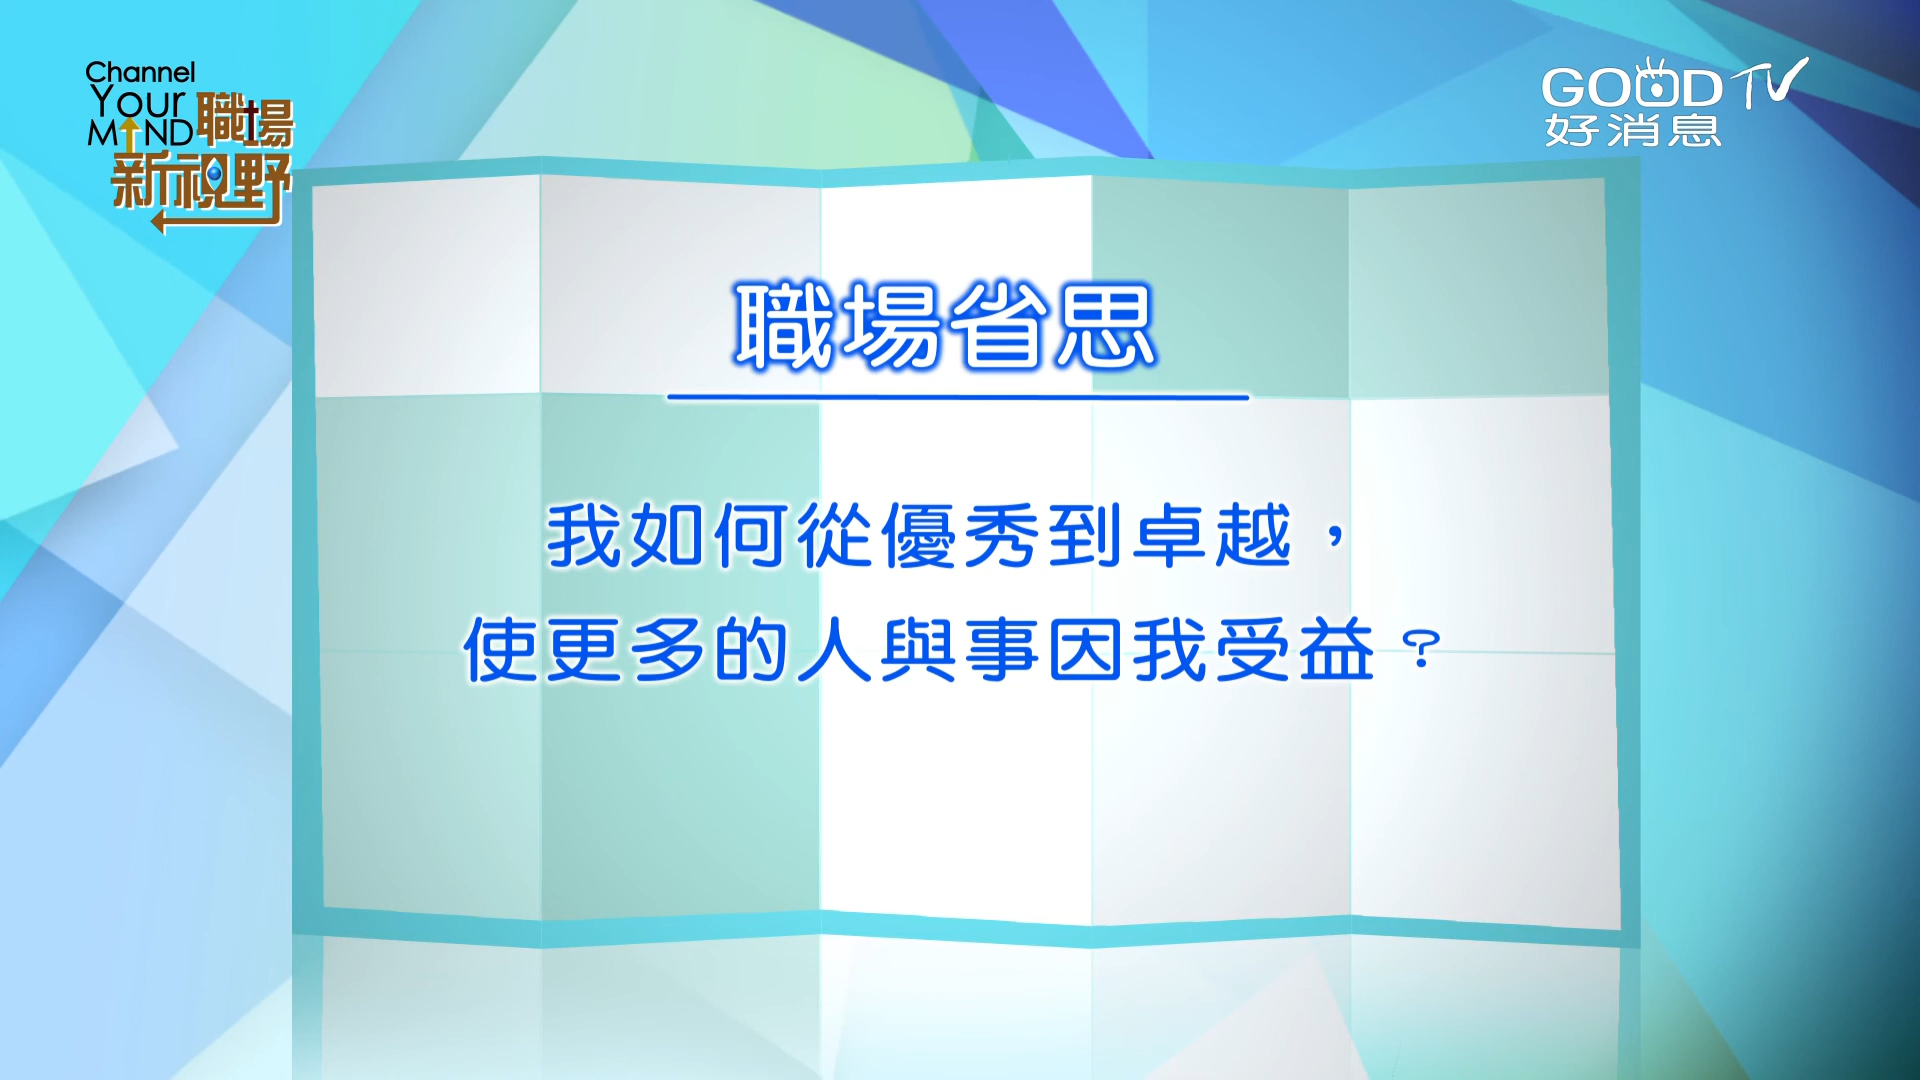 Channel
Your
MIND 職場
新視野
GOOD TV
好消息
職場省思
我如何從優秀到卓越，
使更多的人與事因我受益？